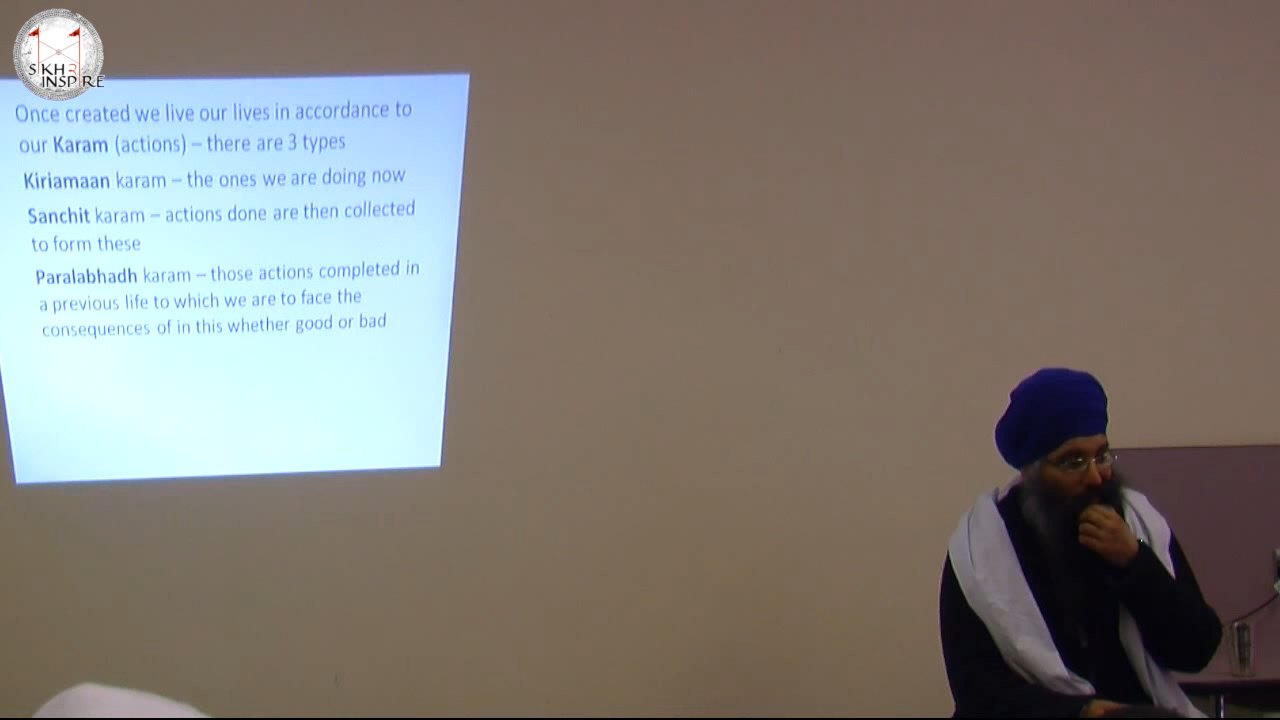 SIKH 2
INSPIRE
Once created we live our lives in accordance to
our Karam (actions) – there are 3 types
Kiriamaan karam – the ones we are doing now
Sanchit karam – actions done are then collected
to form these
Paralabhadh karam – those actions completed in
a previous life to which we are to face the
consequences of in this whether good or bad